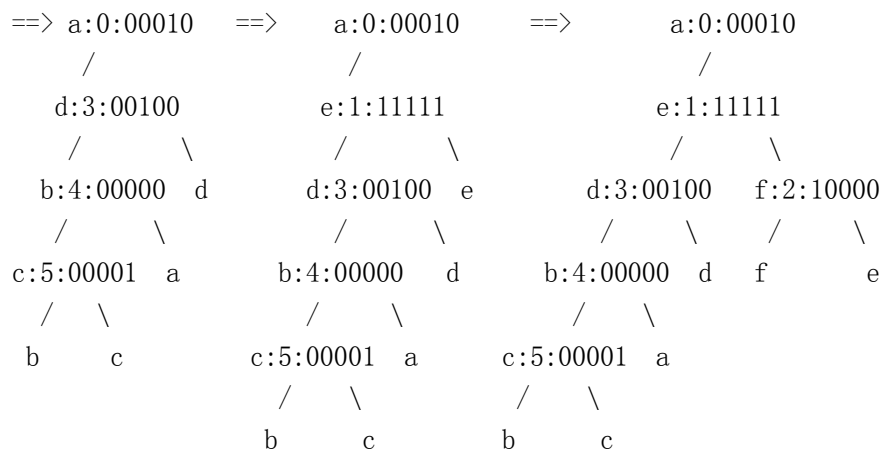 ==> a:0:00010 ==> a:0:00010 ==> a:0:00010
/ / /
d:3:00100 e:1:11111 e:1:11111
/ \ / \ / \
b:4:00000 d d:3:00100 e d:3:00100 f:2:10000
/ \ / \ / \ / \
c:5:00001 a b:4:00000 d b:4:00000 d f e
/ \ / \ / \
b c c:5:00001 a c:5:00001 a
/ \ / \
b c b c